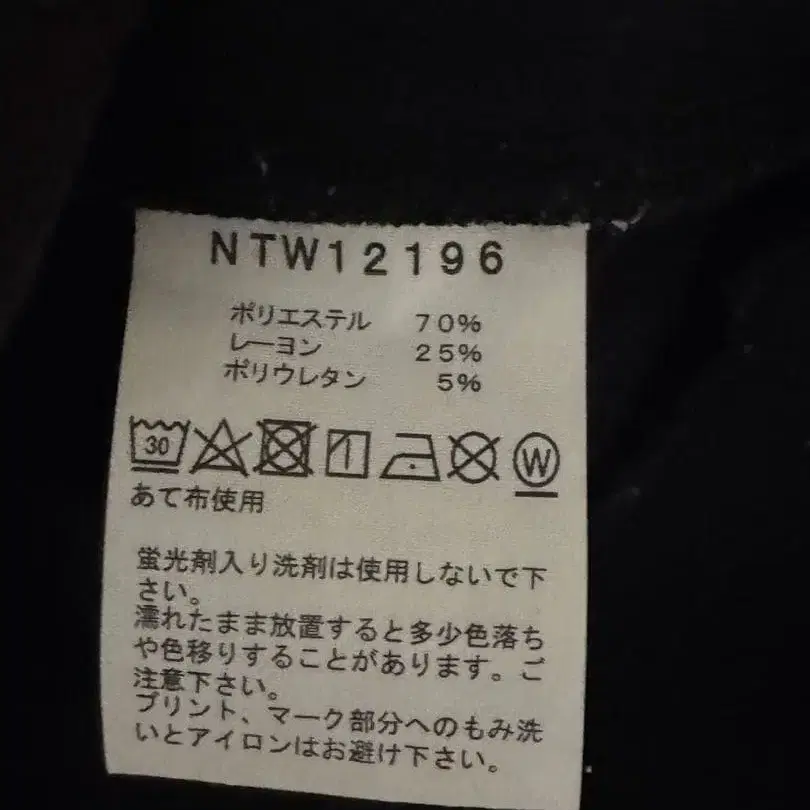 NTW12196
ポリエステル 70%
レーヨン 25%
ポリウレタン 5%
30 W
あて布使用
蛍光剤入り洗剤は使用しないで下
さい。
濡れたまま放置すると多少色落ち
や色移りすることがあります。ご
注意下さい。
プリント、マーク部分へのもみ洗
いとアイロンはお避け下さい。